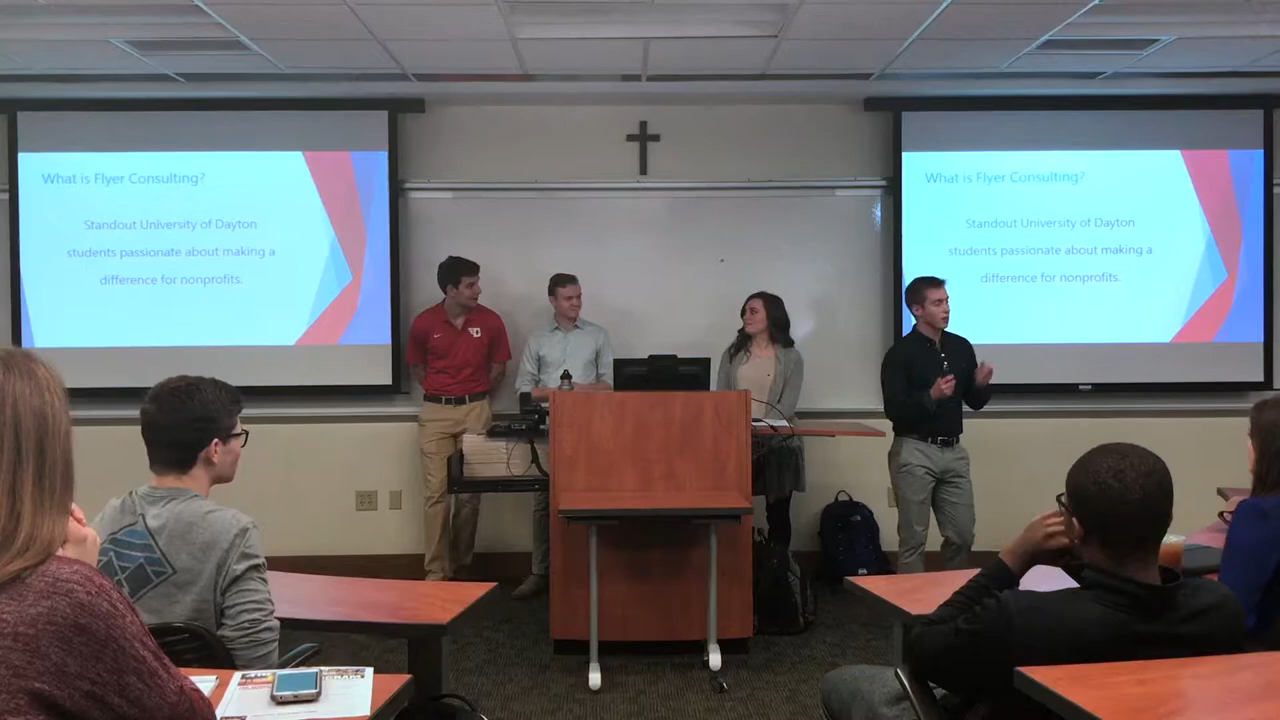 What is Flyer Consulting?
Standout University of Dayton
students passionate about making a
difference for nonprofits.
What is Flyer Consulting?
Standout University of Dayton
students passionate about making a
difference for nonprofits.